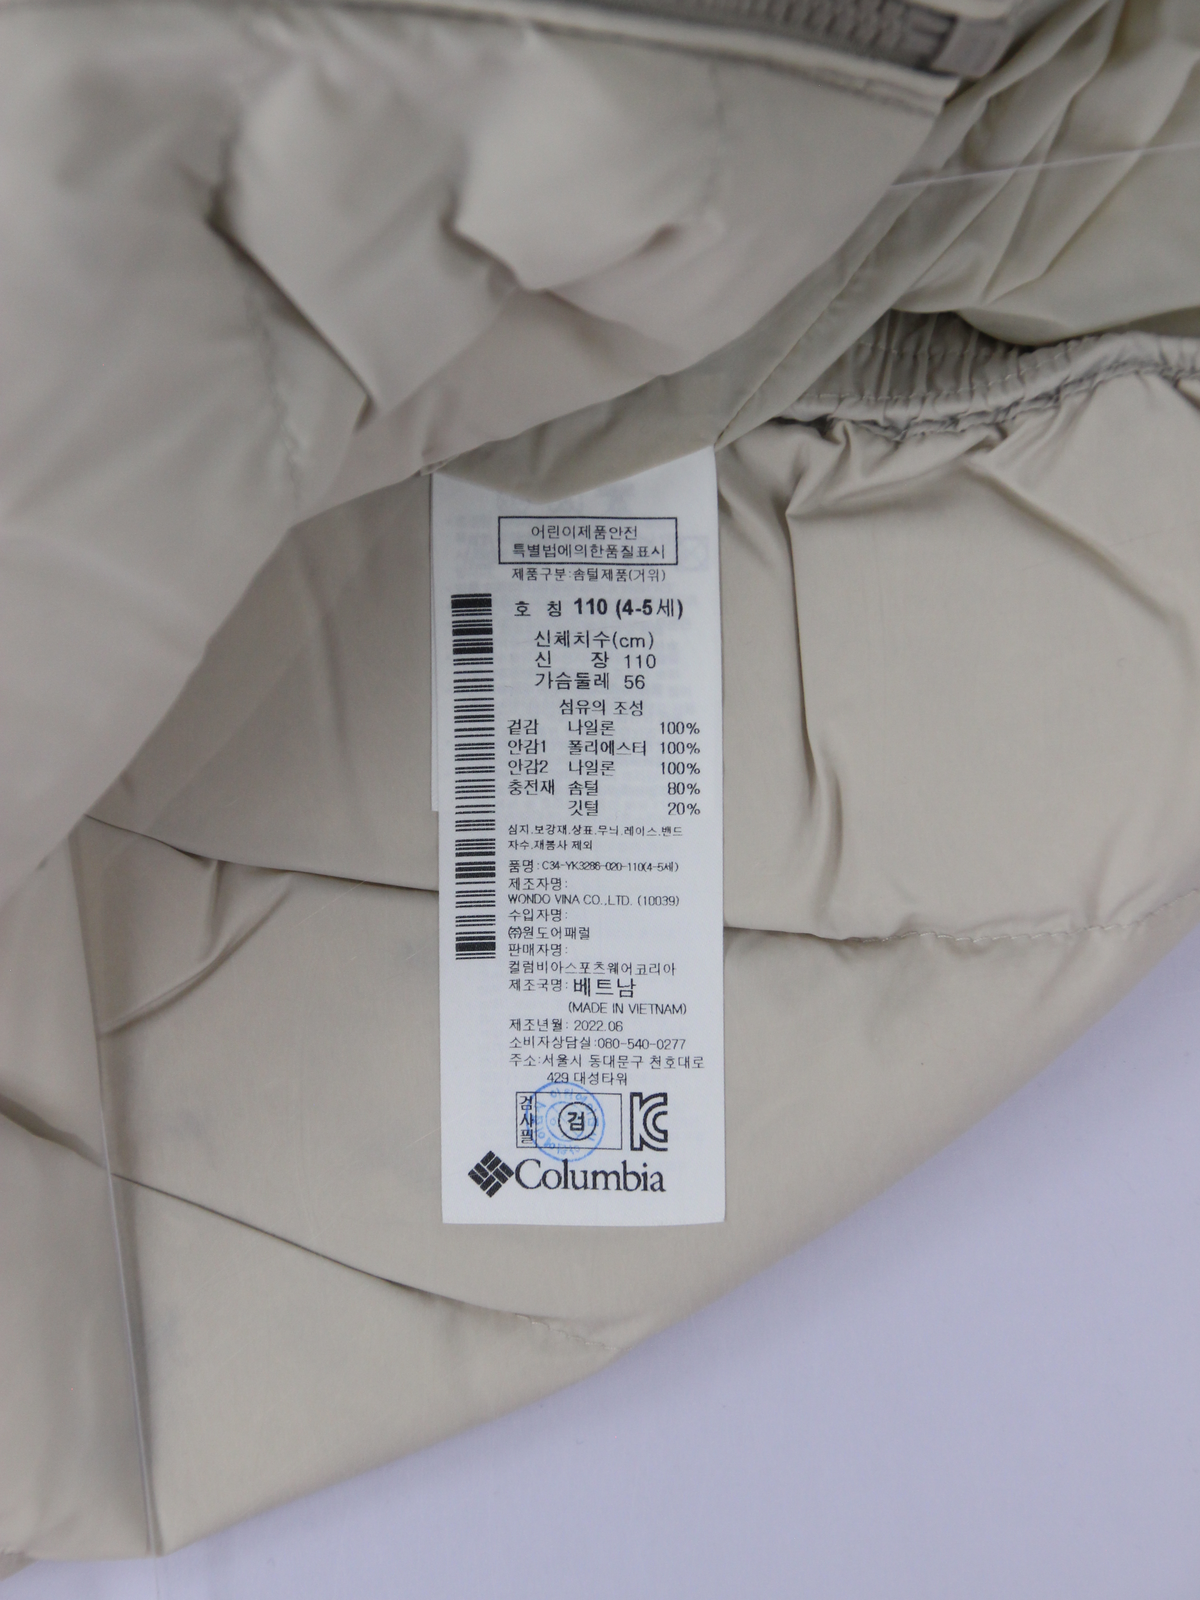 어린이제품안전
특별법에의한품질표시
제품구분:솜털제품(거위)
호 칭 110 (4-5세)
신체치수(cm)
신 장 110
가슴둘레 56
섬유의 조성
겉감 나일론 100%
안감1 폴리에스터 100%
안감2 나일론 100%
충전재 솜털 80%
깃털 20%
심지.보강재.상표.무늬.레이스.밴드
자수.재봉사 제외
품명:C34-YK3286-020-110(4-5세)
제조자명:
WONDO VINA CO.,LTD. (10039)
수입자명:
㈜원도어패럴
판매자명:
컬럼비아스포츠웨어코리아
제조국명:베트남
(MADE IN VIETNAM)
제조년월: 2022.06
소비자상담실:080-540-0277
주소:서울시 동대문구 천호대로
429 대성타워
검사필 검 KC
Columbia